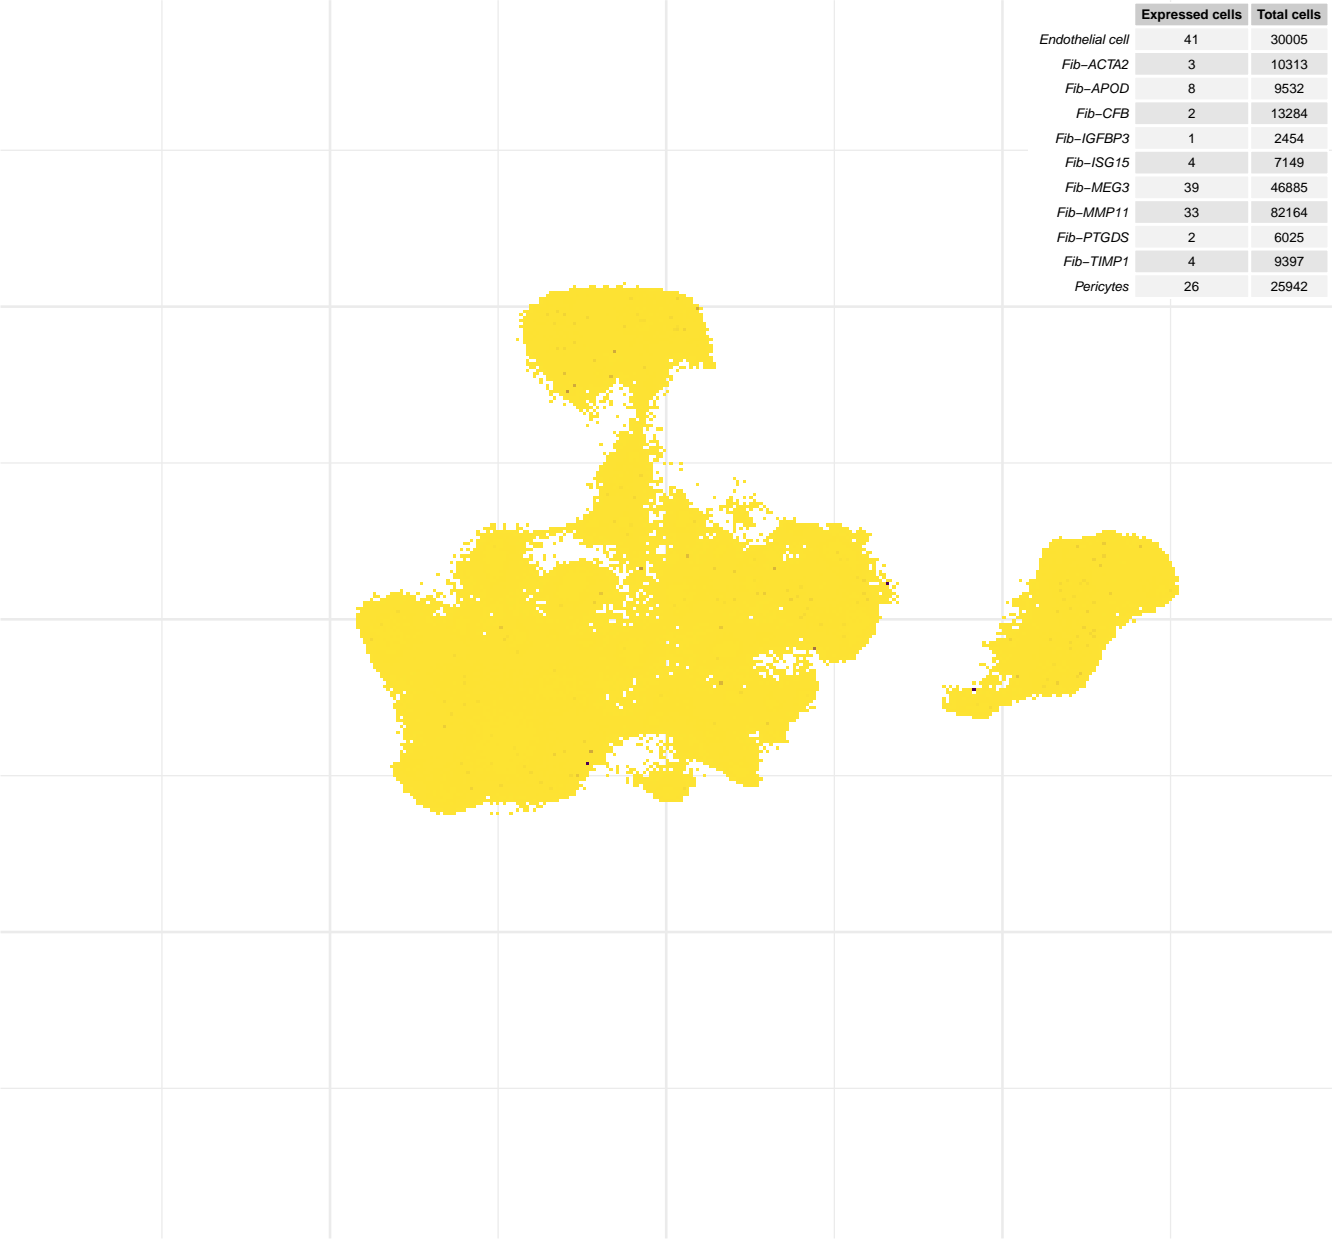 Expressed cells Total cells
Endothelial cell 41 30005
Fib−ACTA2 3 10313
Fib−APOD 8 9532
Fib−CFB 2 13284
Fib−IGFBP3 1 2454
Fib−ISG15 4 7149
Fib−MEG3 39 46885
Fib−MMP11 33 82164
Fib−PTGDS 2 6025
Fib−TIMP1 4 9397
Pericytes 26 25942